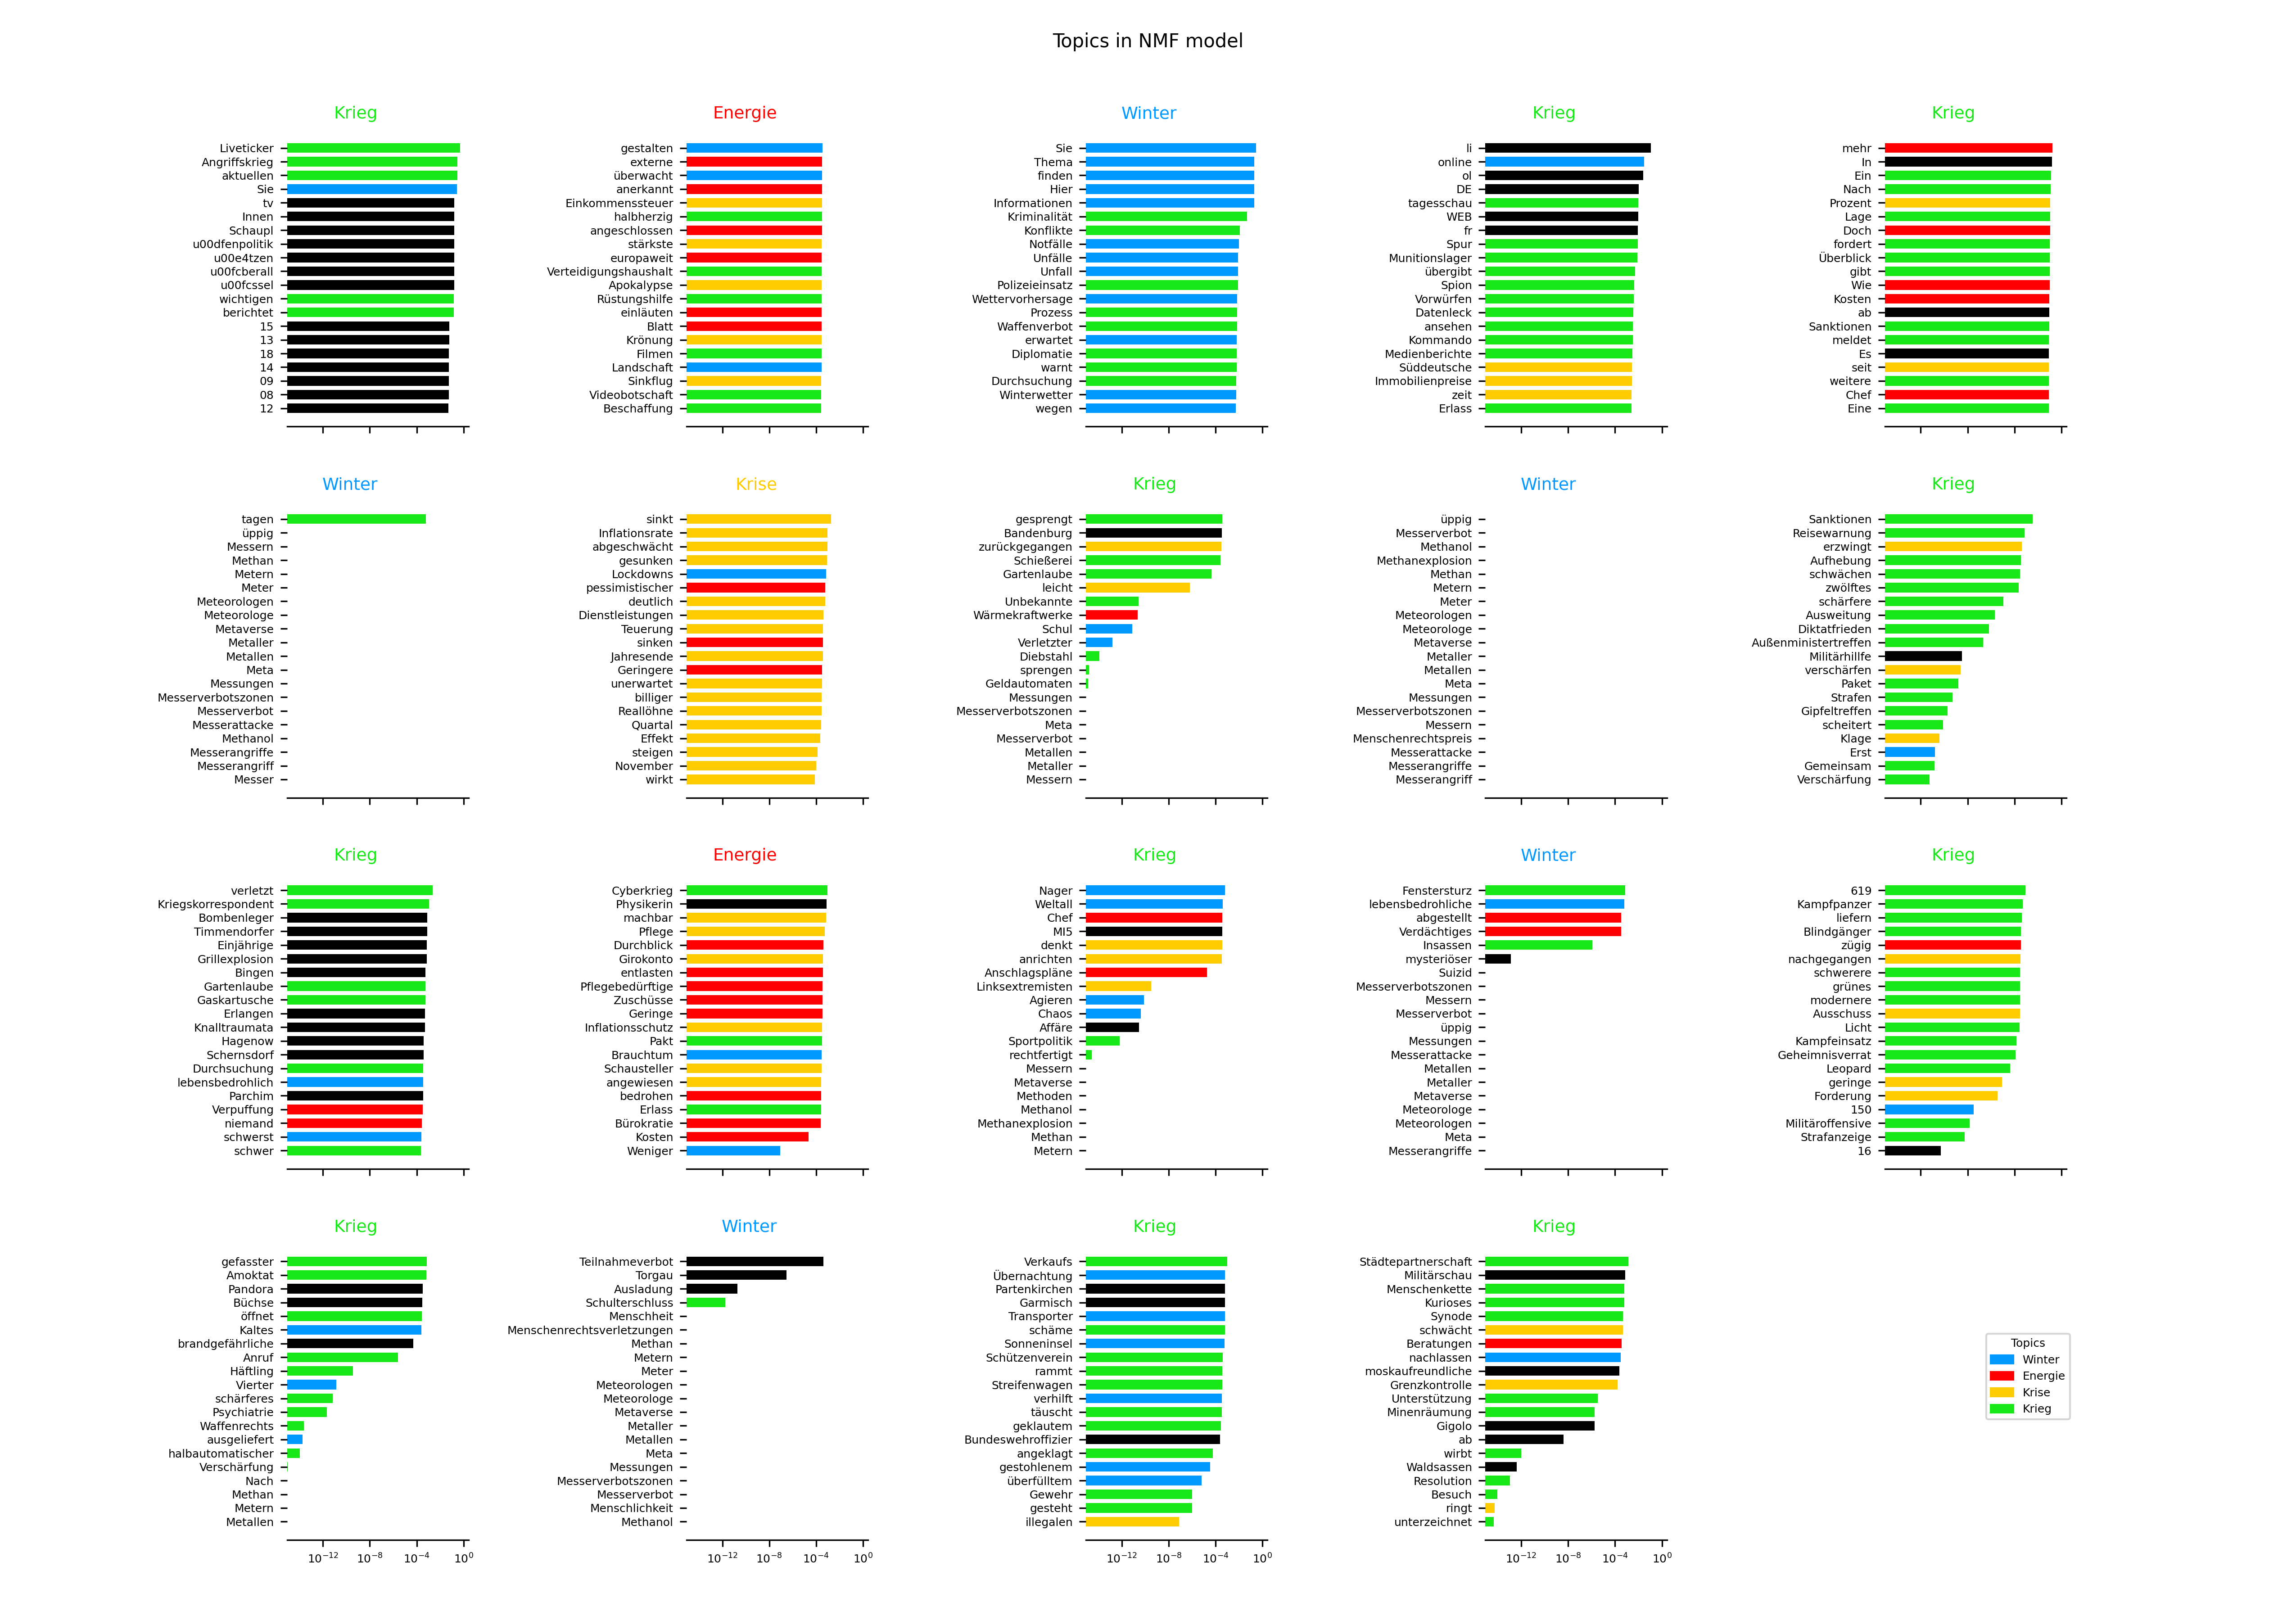 Topics in NMF model
Krieg
Liveticker
Angriffskrieg
aktuellen
Sie
tv
Innen
Schaupl
u00dfenpolitik
u00e4tzen
u00fcberall
u00fcssel
wichtigen
berichtet
15
13
18
14
09
08
12
Energie
gestalten
externe
überwacht
anerkannt
Einkommenssteuer
halbherzig
angeschlossen
stärkste
europaweit
Verteidigungshaushalt
Apokalypse
Rüstungshilfe
einläuten
Blatt
Krönung
Filmen
Landschaft
Sinkflug
Videobotschaft
Beschaffung
Winter
Sie
Thema
finden
Hier
Informationen
Kriminalität
Konflikte
Notfälle
Unfälle
Unfall
Polizeieinsatz
Wettervorhersage
Prozess
Waffenverbot
erwartet
Diplomatie
warnt
Durchsuchung
Winterwetter
wegen
Krieg
li
online
ol
DE
tagesschau
WEB
fr
Spur
Munitionslager
übergibt
Spion
Vorwürfen
Datenleck
ansehen
Kommando
Medienberichte
Süddeutsche
Immobilienpreise
zeit
Erlass
Krieg
mehr
In
Ein
Nach
Prozent
Lage
Doch
fordert
Überblick
gibt
Wie
Kosten
ab
Sanktionen
meldet
Es
seit
weitere
Chef
Eine
Winter
tagen
üppig
Messern
Methan
Metern
Meter
Meteorologen
Meteorologe
Metaverse
Metaller
Metallen
Meta
Messungen
Messerverbotszonen
Messerverbot
Messerattacke
Methanol
Messerangriffe
Messerangriff
Messer
Krise
sinkt
Inflationsrate
abgeschwächt
gesunken
Lockdowns
pessimistischer
deutlich
Dienstleistungen
Teuerung
sinken
Jahresende
Geringere
unerwartet
billiger
Reallöhne
Quartal
Effekt
steigen
November
wirkt
Krieg
gesprengt
Bandenburg
zurückgegangen
Schießerei
Gartenlaube
leicht
Unbekannte
Wärmekraftwerke
Schul
Verletzter
Diebstahl
sprengen
Geldautomaten
Messungen
Messerverbotszonen
Meta
Messerverbot
Metallen
Metaller
Messern
Winter
üppig
Messerverbot
Methanol
Methanexplosion
Methan
Metern
Meter
Meteorologen
Meteorologe
Metaverse
Metaller
Metallen
Meta
Messungen
Messerverbotszonen
Messern
Menschenrechtspreis
Messerattacke
Messerangriffe
Messerangriff
Krieg
Sanktionen
Reisewarnung
erzwingt
Aufhebung
schwächen
zwölftes
schärfere
Ausweitung
Diktatfrieden
Außenministertreffen
Militärhillfe
verschärfen
Paket
Strafen
Gipfeltreffen
scheitert
Klage
Erst
Gemeinsam
Verschärfung
Krieg
verletzt
Kriegskorrespondent
Bombenleger
Timmendorfer
Einjährige
Grillexplosion
Bingen
Gartenlaube
Gaskartusche
Erlangen
Knalltraumata
Hagenow
Schernsdorf
Durchsuchung
lebensbedrohlich
Parchim
Verpuffung
niemand
schwerst
schwer
Energie
Cyberkrieg
Physikerin
machbar
Pflege
Durchblick
Girokonto
entlasten
Pflegebedürftige
Zuschüsse
Geringe
Inflationsschutz
Pakt
Brauchtum
Schausteller
angewiesen
bedrohen
Erlass
Bürokratie
Kosten
Weniger
Krieg
Nager
Weltall
Chef
MI5
denkt
anrichten
Anschlagspläne
Linksextremisten
Agieren
Chaos
Affäre
Sportpolitik
rechtfertigt
Messern
Metaverse
Methoden
Methanol
Methanexplosion
Methan
Metern
Winter
Fenstersturz
lebensbedrohliche
abgestellt
Verdächtiges
Insassen
mysteriöser
Suizid
Messerverbotszonen
Messern
Messerverbot
üppig
Messungen
Messerattacke
Metallen
Metaller
Metaverse
Meteorologe
Meteorologen
Meta
Messerangriffe
Krieg
619
Kampfpanzer
liefern
Blindgänger
zügig
nachgegangen
schwerere
grünes
modernere
Ausschuss
Licht
Kampfeinsatz
Geheimnisverrat
Leopard
geringe
Forderung
150
Militäroffensive
Strafanzeige
16
Krieg
gefasster
Amoktat
Pandora
Büchse
öffnet
Kaltes
brandgefährliche
Anruf
Häftling
Vierter
schärferes
Psychiatrie
Waffenrechts
ausgeliefert
halbautomatischer
Verschärfung
Nach
Methan
Metern
Metallen
10⁻¹² 10⁻⁸ 10⁻⁴ 10⁰
Winter
Teilnahmeverbot
Torgau
Ausladung
Schulterschluss
Menschheit
Menschenrechtsverletzungen
Methan
Metern
Meter
Meteorologen
Meteorologe
Metaverse
Metaller
Metallen
Meta
Messungen
Messerverbotszonen
Messerverbot
Menschlichkeit
Methanol
10⁻¹² 10⁻⁸ 10⁻⁴ 10⁰
Krieg
Verkaufs
Übernachtung
Partenkirchen
Garmisch
Transporter
schäme
Sonneninsel
Schützenverein
rammt
Streifenwagen
verhilft
täuscht
geklautem
Bundeswehroffizier
angeklagt
gestohlenem
überfülltem
Gewehr
gesteht
illegalen
10⁻¹² 10⁻⁸ 10⁻⁴ 10⁰
Krieg
Städtepartnerschaft
Militärschau
Menschenkette
Kurioses
Synode
schwächt
Beratungen
nachlassen
moskaufreundliche
Grenzkontrolle
Unterstützung
Minenräumung
Gigolo
ab
wirbt
Waldsassen
Resolution
Besuch
ringt
unterzeichnet
10⁻¹² 10⁻⁸ 10⁻⁴ 10⁰
Topics
Winter
Energie
Krise
Krieg